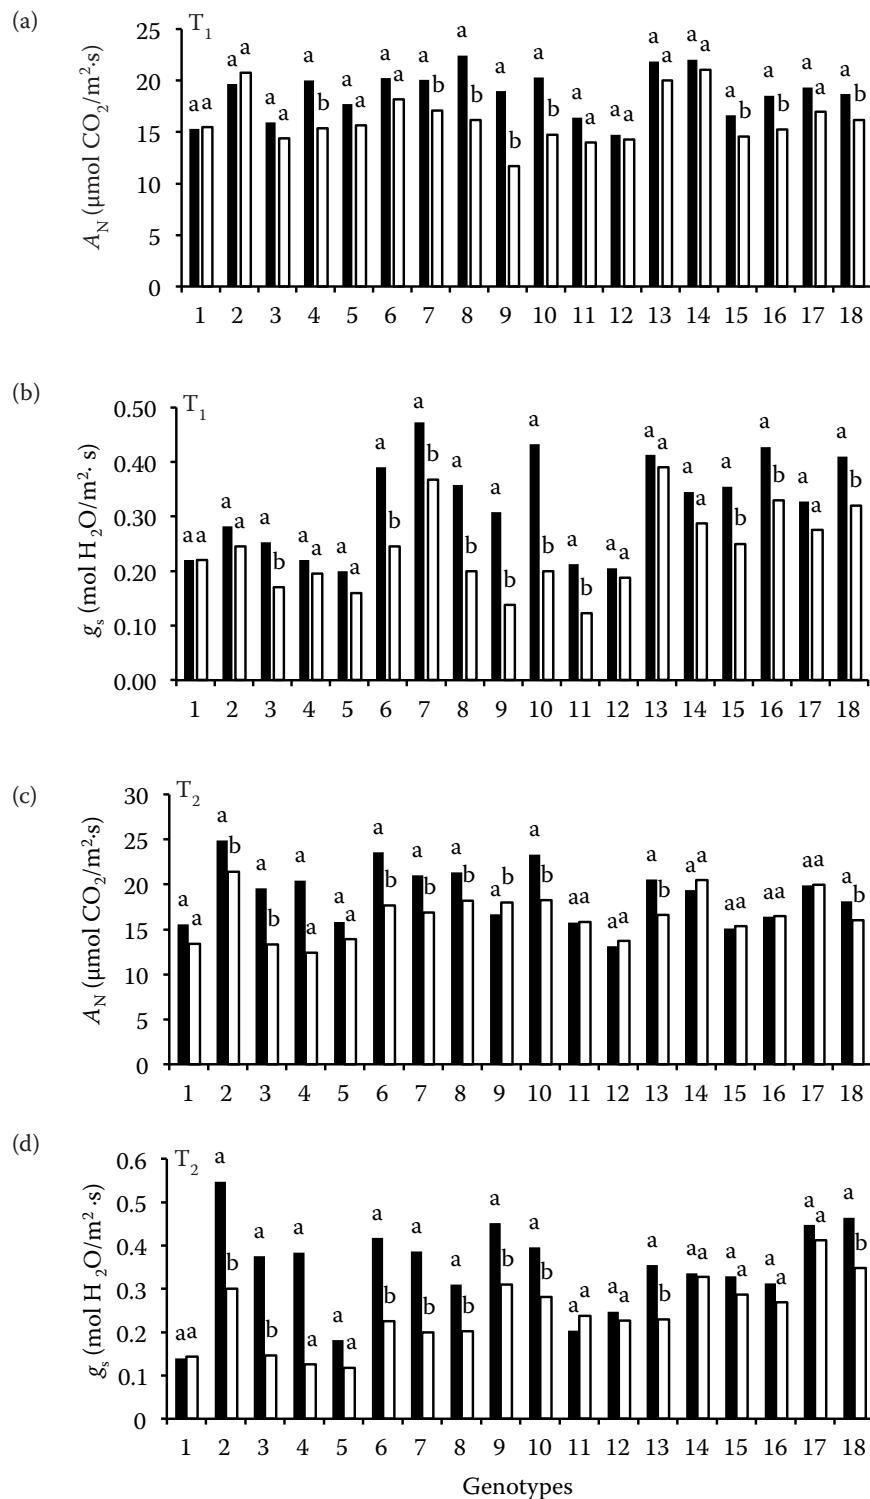 (a)
T1
25
20
15
10
5
0
AN (µmol CO2/m2·s)
a a a a a a a b a a a a a b a b a b a b a a a a a a a a a b a b a a a b
1 2 3 4 5 6 7 8 9 10 11 12 13 14 15 16 17 18
(b)
T1
0.50
0.40
0.30
0.20
0.10
0.00
gs (mol H2O/m2· s)
a a a a a b a a a a a b a b a b a b a b a b a a a a a a a b a b a a a b
1 2 3 4 5 6 7 8 9 10 11 12 13 14 15 16 17 18
(c)
T2
30
25
20
15
10
5
0
AN (µmol CO2/m2·s)
a a a b a b a a a a a b a b a b a b a b a a a a a b a a a a a a a a a b
1 2 3 4 5 6 7 8 9 10 11 12 13 14 15 16 17 18
(d)
T2
0.6
0.5
0.4
0.3
0.2
0.1
0
gs (mol H2O/m2·s)
a a a b a b a a a a a b a b a b a b a b a a a a a b a a a a a a a a a b
1 2 3 4 5 6 7 8 9 10 11 12 13 14 15 16 17 18
Genotypes